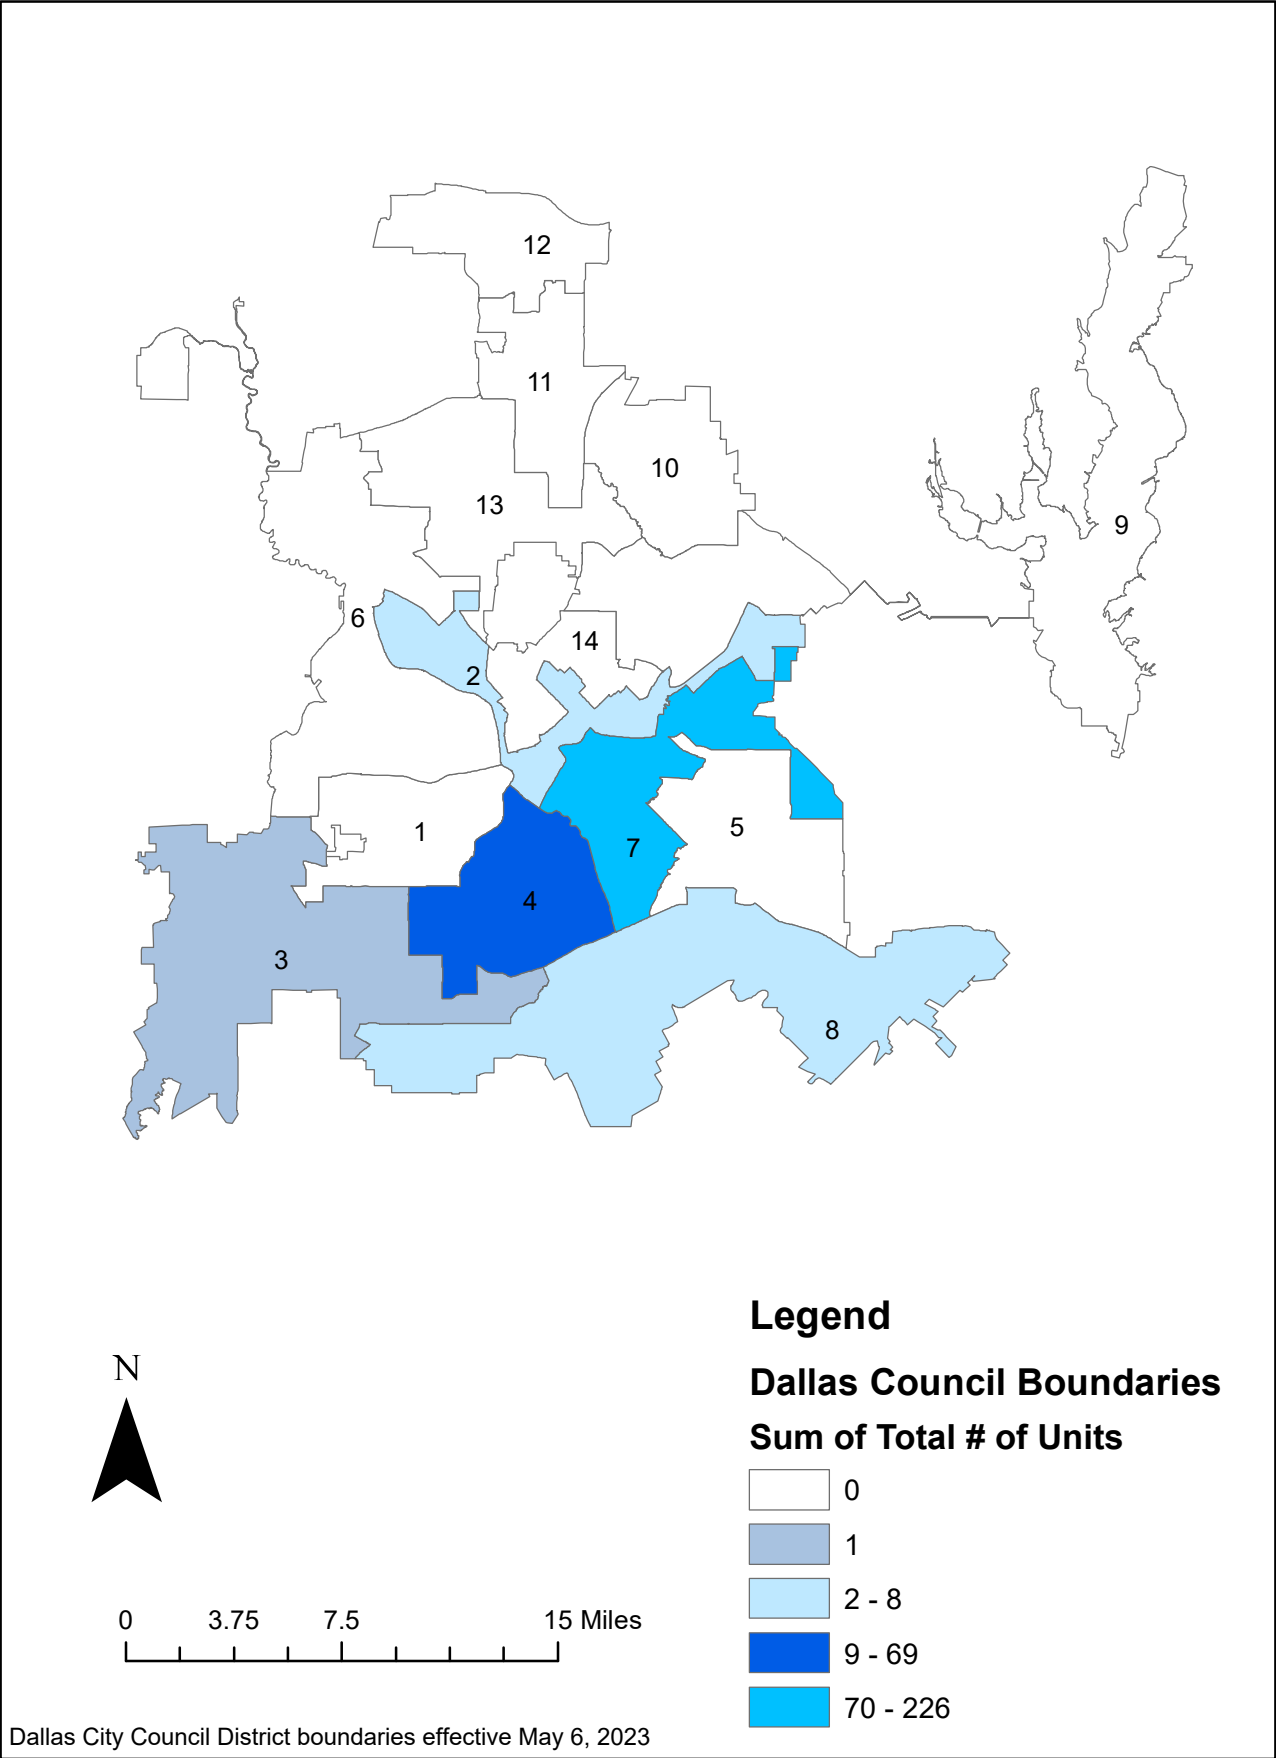 12
11
10
13
9
6
14
2
1
5
7
4
3
8
Legend
Dallas Council Boundaries
Sum of Total # of Units
0
1
2 - 8
9 - 69
70 - 226
N
0 3.75 7.5 15 Miles
Dallas City Council District boundaries effective May 6, 2023